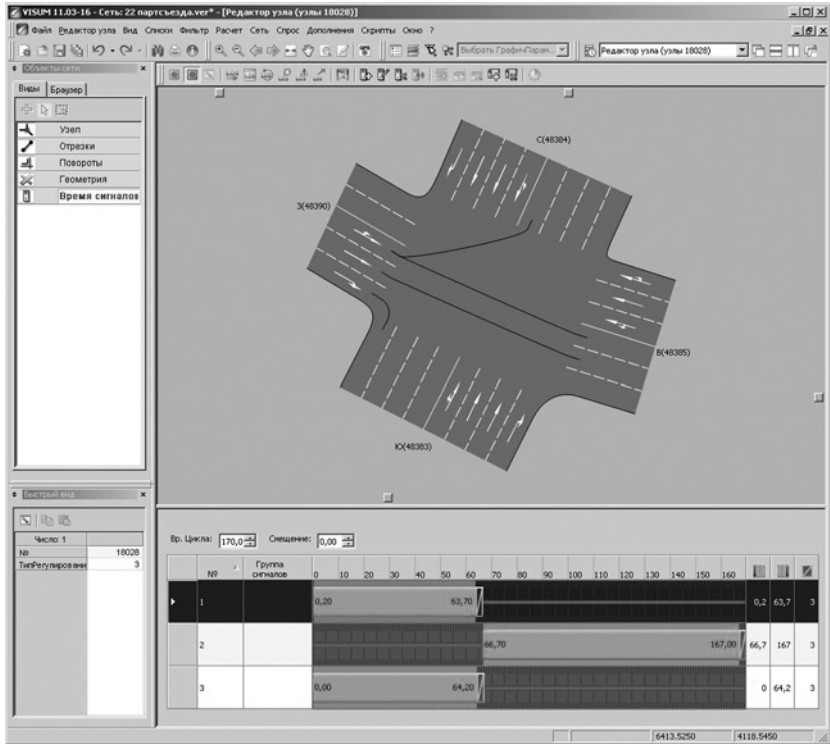 VISUM 11.03-16 - Сеть: 22 партсъезда.ver* - [Редактор узла (узлы 18028)]
Файл Редактор узла Вид Списки Фильтр Расчет Сеть Спрос Дополнения Скрипты Окно ?
Выбрать ГрафичПарам... Редактор узла (узлы 18028)
Объекты сети
Виды Браузер
Узел
Отрезки
Повороты
Геометрия
Время сигналов
С(48384)
З(48390)
В(48385)
Ю(48383)
Быстрый вид
Число: 1
№ 18028
ТипРегулировани 3
Вр. Цикла: 170,0 Смещение: 0,00
№ Группа сигналов 0 10 20 30 40 50 60 70 80 90 100 110 120 130 140 150 160
1 0,20 63,70 0,2 63,7 3
2 66,70 167,00 66,7 167 3
3 0,00 64,20 0 64,2 3
6413.5250 4118.5450